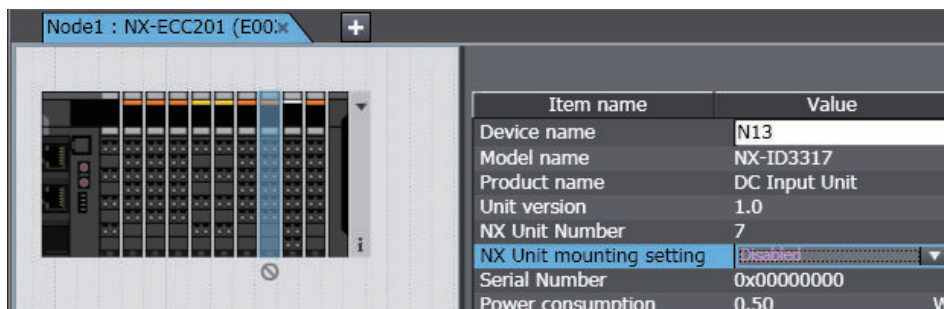 Node1 : NX-ECC201 (E00
Item name Value
Device name N13
Model name NX-ID3317
Product name DC Input Unit
Unit version 1.0
NX Unit Number 7
NX Unit mounting setting Disabled
Serial Number 0x00000000
Power consumption 0.50 W